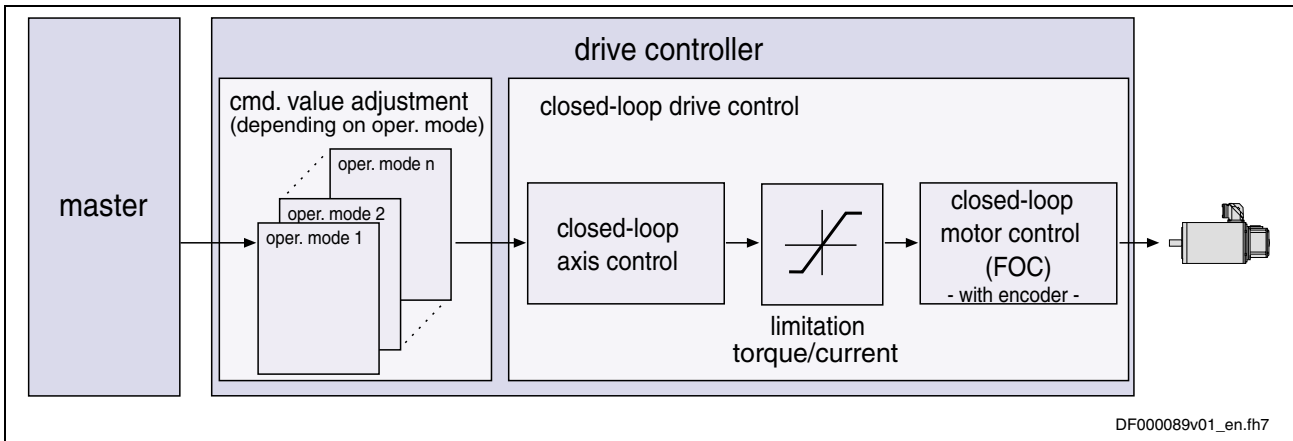 drive controller
master
cmd. value adjustment
(depending on oper. mode)
oper. mode n
oper. mode 2
oper. mode 1
closed-loop drive control
closed-loop
axis control
limitation
torque/current
closed-loop
motor control
(FOC)
- with encoder -
DF000089v01_en.fh7